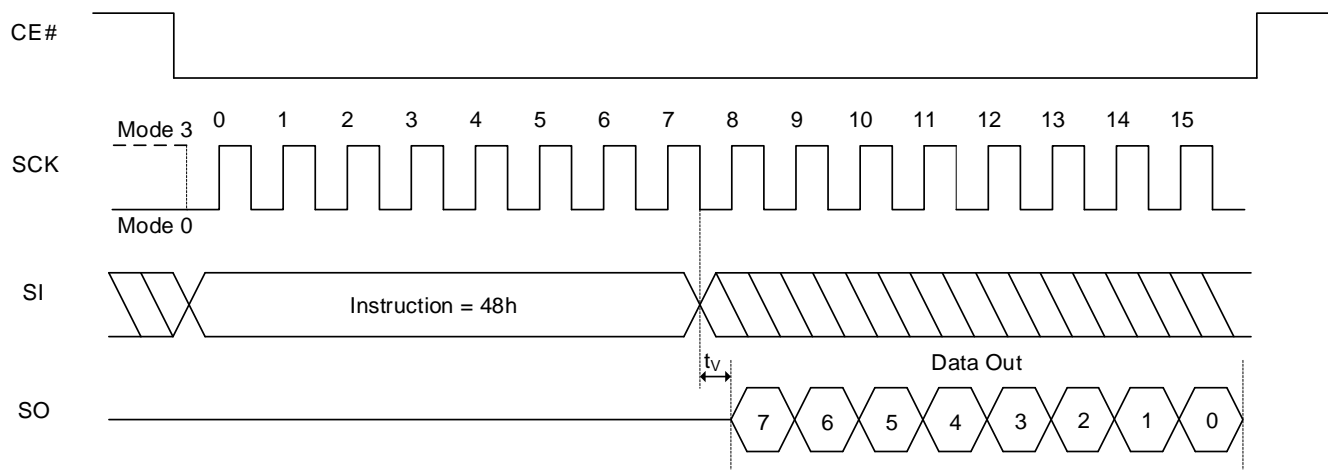 CE#
0 1 2 3 4 5 6 7 8 9 10 11 12 13 14 15
Mode 3
SCK
Mode 0
SI
Instruction = 48h
tV
Data Out
SO
7 6 5 4 3 2 1 0